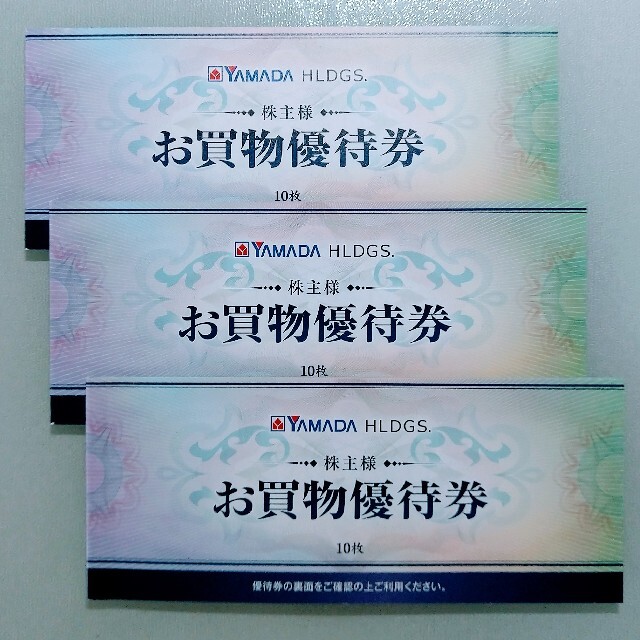 YAMADA HLDGS.
株主様
お買物優待券
10枚
YAMADA HLDGS.
株主様
お買物優待券
10枚
YAMADA HLDGS.
株主様
お買物優待券
10枚
優待券の裏面をご確認の上ご利用ください。